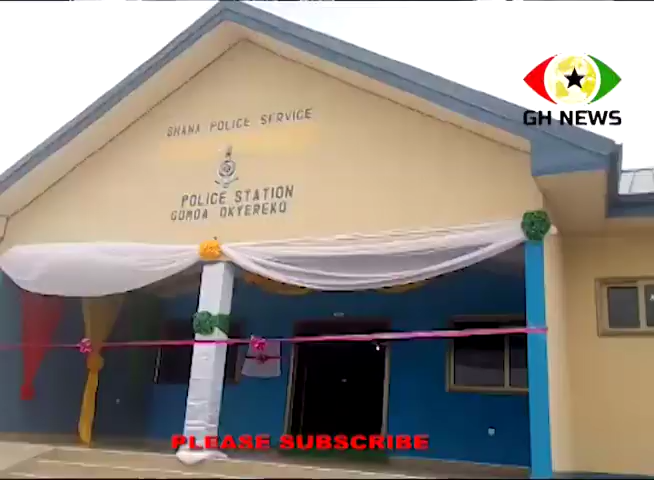 GHANA POLICE SERVICE
POLICE STATION
GOMOA OKYEREKO
GH NEWS
PLEASE SUBSCRIBE